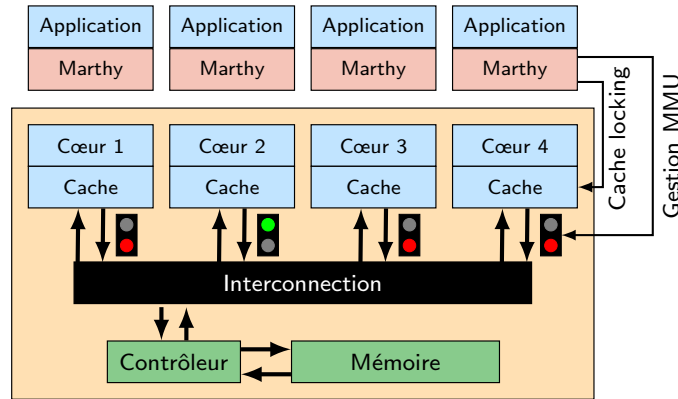 Application Application Application Application
Marthy Marthy Marthy Marthy
Cache locking
Gestion MMU
Cœur 1 Cœur 2 Cœur 3 Cœur 4
Cache Cache Cache Cache
Interconnection
Contrôleur Mémoire